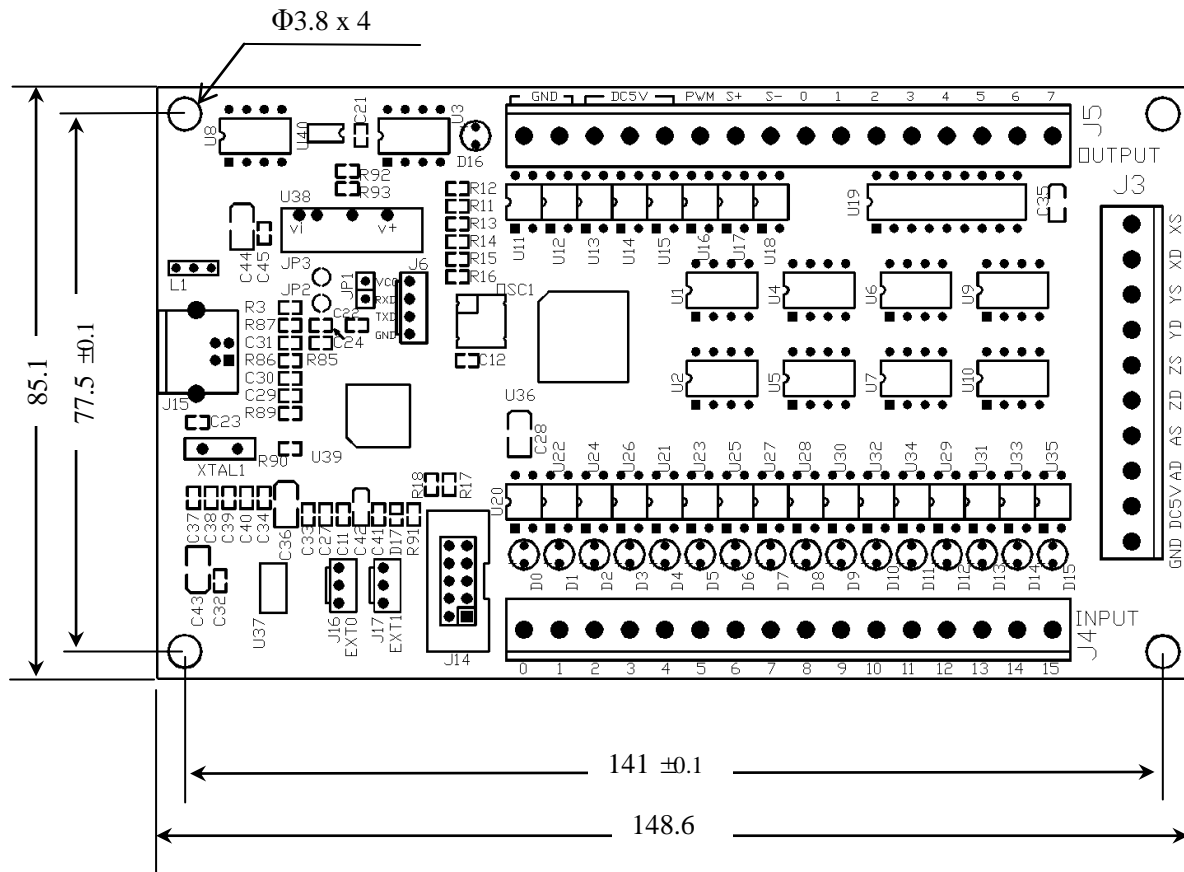 Φ3.8 x 4
GND DC5V PWM S+ S- 0 1 2 3 4 5 6 7
U8 U40 C21 U3 D16 J5
OUTPUT
R92
R93
J3
U38
vi v+
R12
R11
R13
R14
R15
R16
U11 U12 U13 U14 U15 U16 U17 U18
U19 C35
C44 C45
L1
JP3
JP2
JP1
J6
VCC
RXD
TXD
GND
OSC1
C12
U1 U4 U6 U9
U2 U5 U7 U10
XS
XD
YS
YD
ZS
ZD
AS
AD
DC5V
GND
R3
R87
C31
R86
C30
C29
R89
C22
C24
R85
J15
C23
XTAL1
R90
U39
U36
C28
U20 U22 U24 U26 U21 U23 U25 U27 U28 U30 U32 U34 U29 U31 U33 U35
R18 R17
C37 C38 C39 C40 C34 C36 C33 C27 C11 C42 C41 D17 R91
D0 D1 D2 D3 D4 D5 D6 D7 D8 D9 D10 D11 D12 D13 D14 D15
C43 C32
U37
J16
EXT0
J17
EXT1
J14
INPUT
J4
0 1 2 3 4 5 6 7 8 9 10 11 12 13 14 15
85.1
77.5 ±0.1
141 ±0.1
148.6